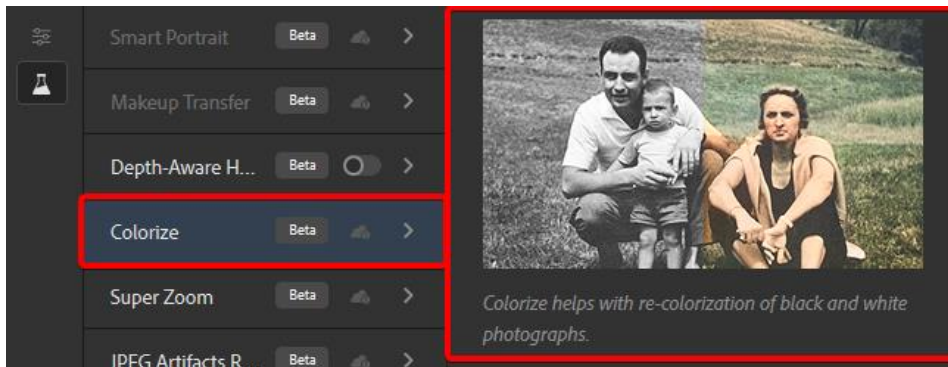 Smart Portrait Beta
Makeup Transfer Beta
Depth-Aware H... Beta
Colorize Beta
Super Zoom Beta
JPEG Artifacts R... Beta
Colorize helps with re-colorization of black and white
photographs.